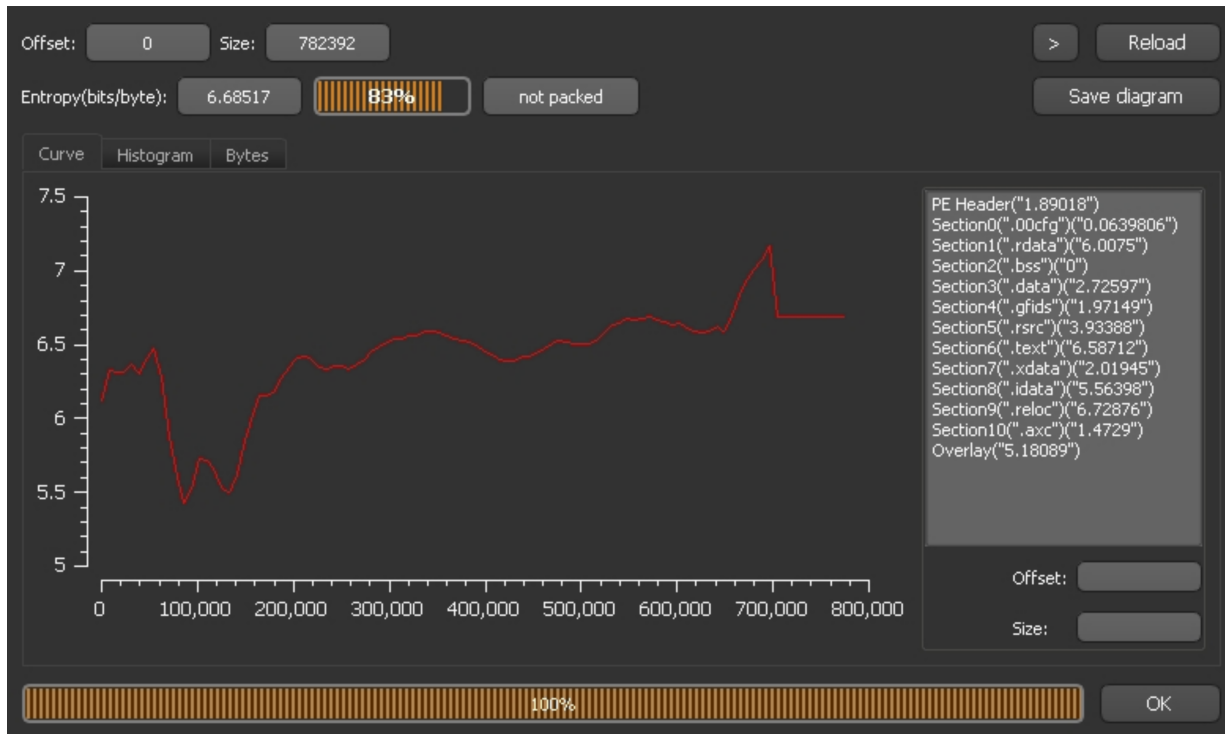 Offset: 0 Size: 782392 > Reload
Entropy(bits/byte): 6.68517 83% not packed Save diagram
Curve Histogram Bytes
7.5
7
6.5
6
5.5
5
0 100,000 200,000 300,000 400,000 500,000 600,000 700,000 800,000
PE Header("1.89018")
Section0(".00cfg")("0.0639806")
Section1(".rdata")("6.0075")
Section2(".bss")("0")
Section3(".data")("2.72597")
Section4(".gfids")("1.97149")
Section5(".rsrc")("3.93388")
Section6(".text")("6.58712")
Section7(".xdata")("2.01945")
Section8(".idata")("5.56398")
Section9(".reloc")("6.72876")
Section10(".axc")("1.4729")
Overlay("5.18089")
Offset:
Size:
100% OK